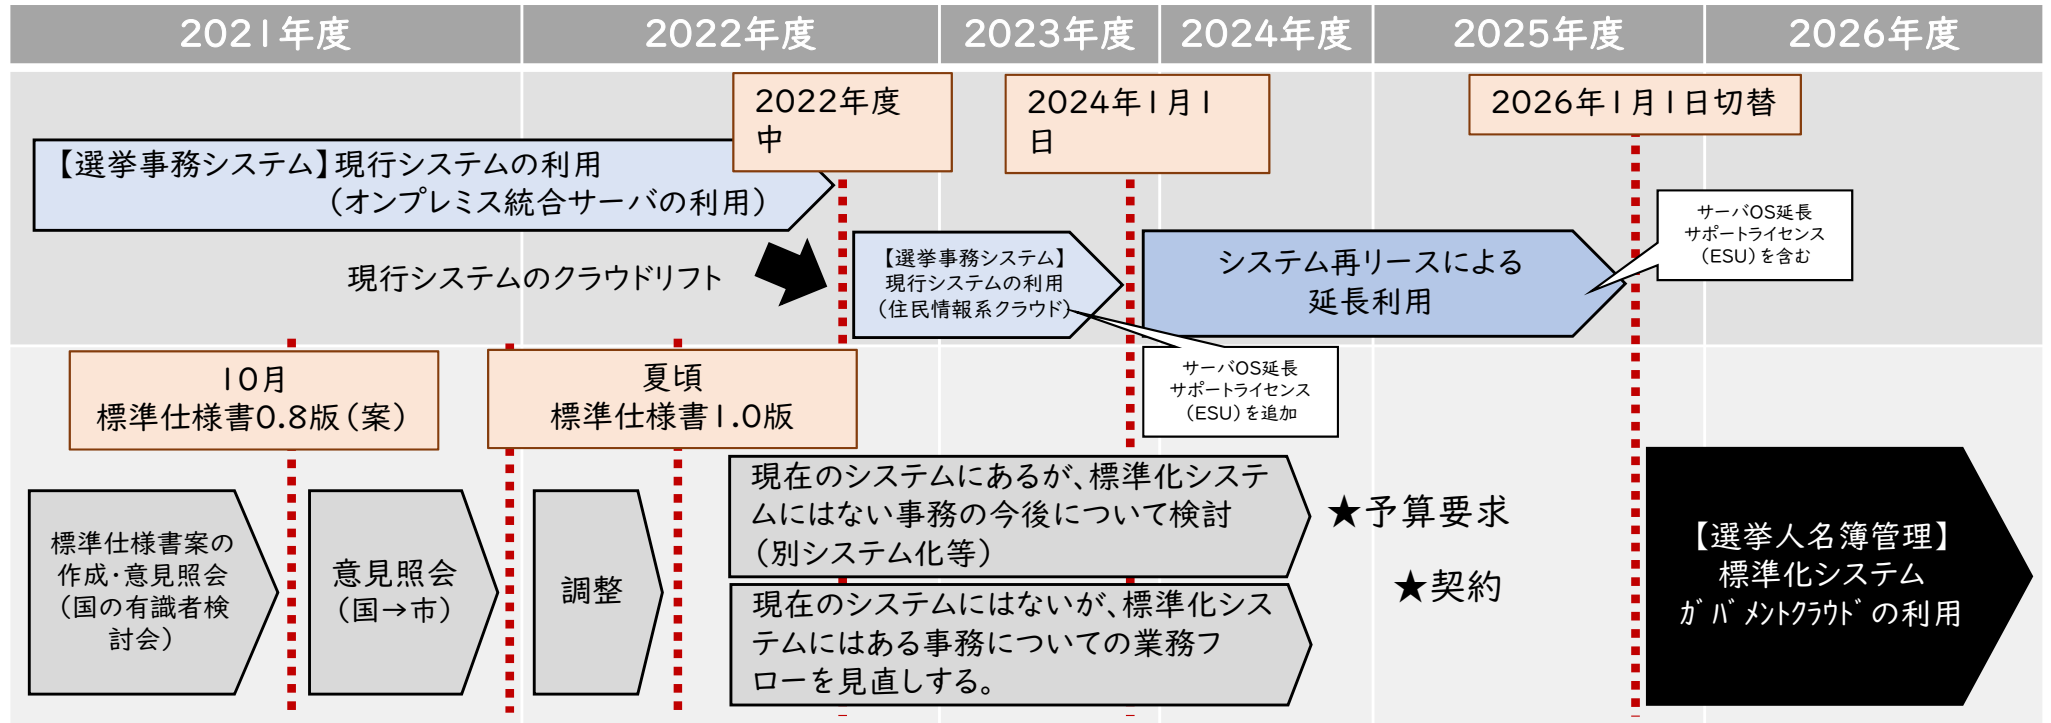 2021年度
2022年度
2023年度
2024年度
2025年度
2026年度
2022年度
中
2024年1月1
日
2026年1月1日切替
【選挙事務システム】現行システムの利用
（オンプレミス統合サーバの利用）
現行システムのクラウドリフト
【選挙事務システム】
現行システムの利用
（住民情報系クラウド）
システム再リースによる
延長利用
サーバOS延長
サポートライセンス
（ESU）を含む
サーバOS延長
サポートライセンス
（ESU）を追加
10月
標準仕様書0.8版（案）
夏頃
標準仕様書1.0版
標準仕様書案の
作成・意見照会
（国の有識者検
討会）
意見照会
（国→市）
調整
現在のシステムにあるが、標準化システ
ムにはない事務の今後について検討
（別システム化等）
現在のシステムにはないが、標準化シス
テムにはある事務についての業務フ
ローを見直しする。
★予算要求
★契約
【選挙人名簿管理】
標準化システム
ｶﾞﾊﾞﾒﾝﾄｸﾗｳﾄﾞの利用